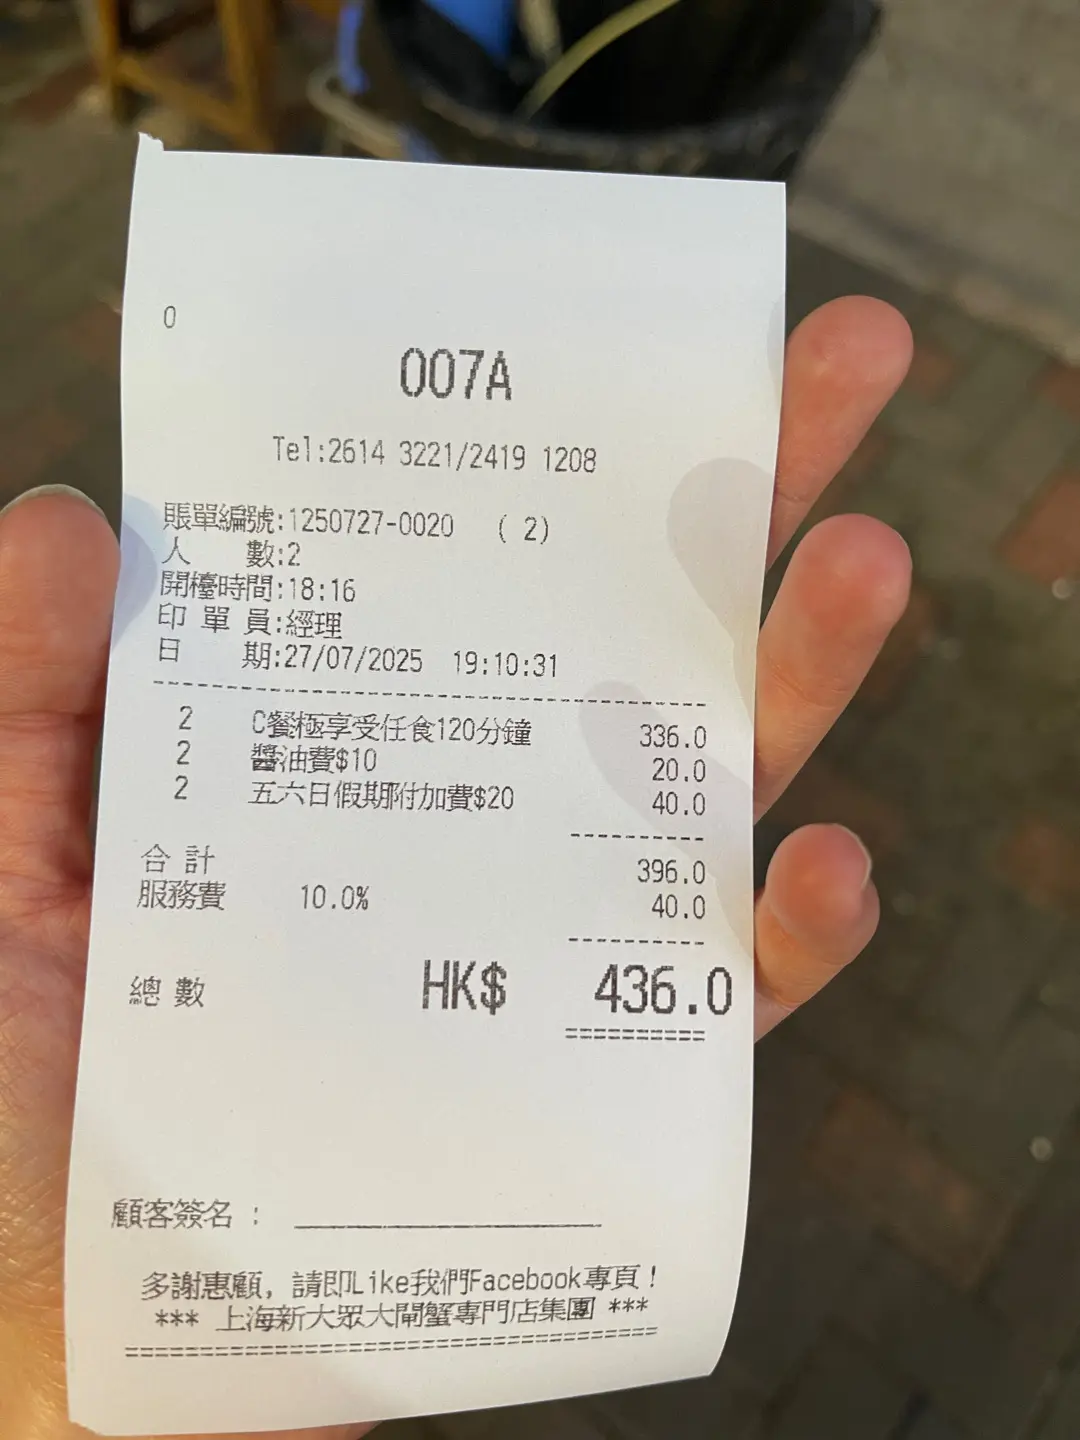 0
007A
Tel:2614 3221/2419 1208
賬單編號:1250727-0020 ( 2)
人 數:2
開檯時間:18:16
印 單 員:經理
日 期:27/07/2025 19:10:31
2 C餐極享受任食120分鐘 336.0
2 醬油費$10 20.0
2 五六日假期附加費$20 40.0
合 計 396.0
服務費 10.0% 40.0
總 數 HK$ 436.0
顧客簽名 :
多謝惠顧, 請即Like我們Facebook專頁!
*** 上海新大眾大閘蟹專門店集團 ***